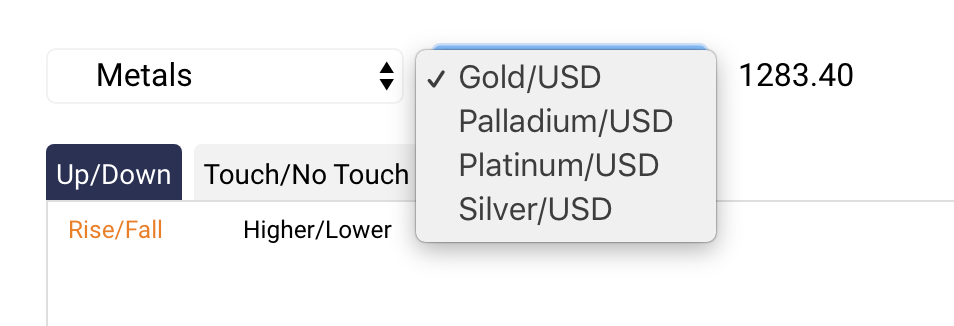 Metals
✓ Gold/USD
1283.40
Palladium/USD
Platinum/USD
Silver/USD
Up/Down
Touch/No Touch
Rise/Fall
Higher/Lower